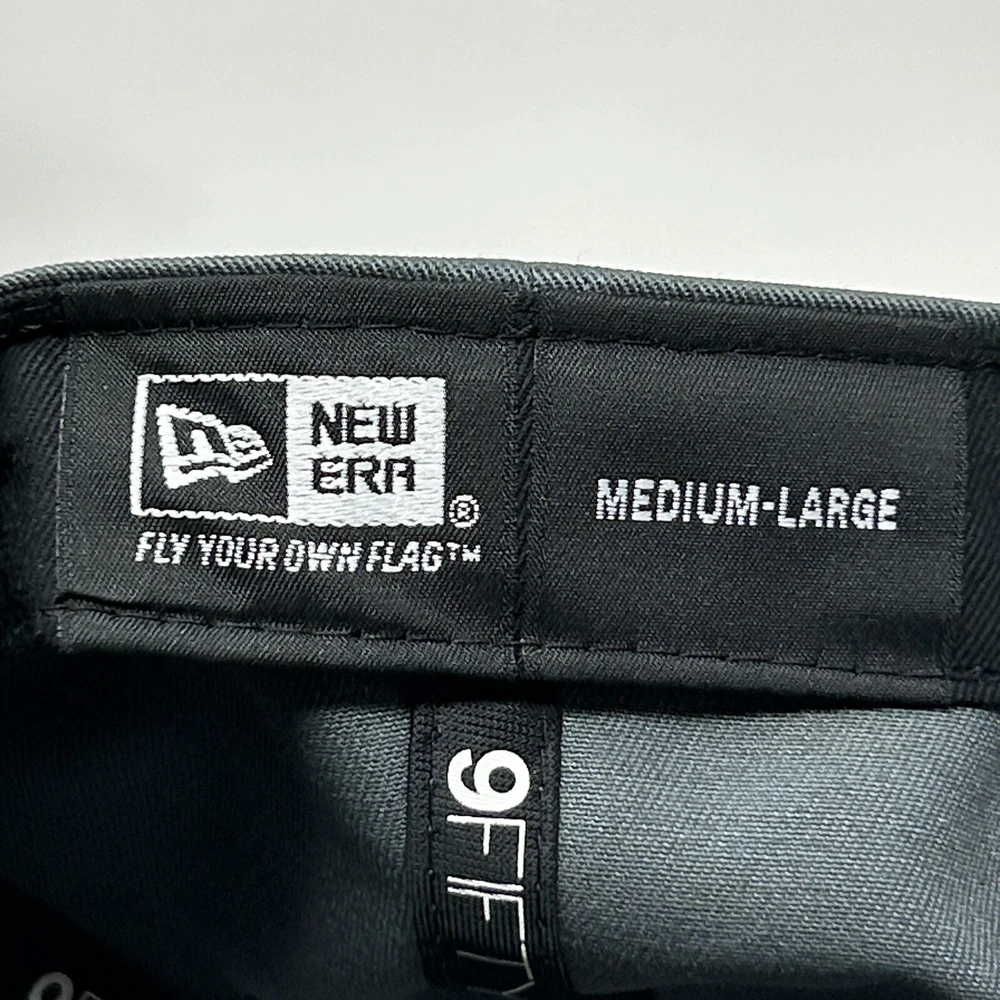 NEW
ERA®
FLY YOUR OWN FLAG™
MEDIUM-LARGE
9FIFTY